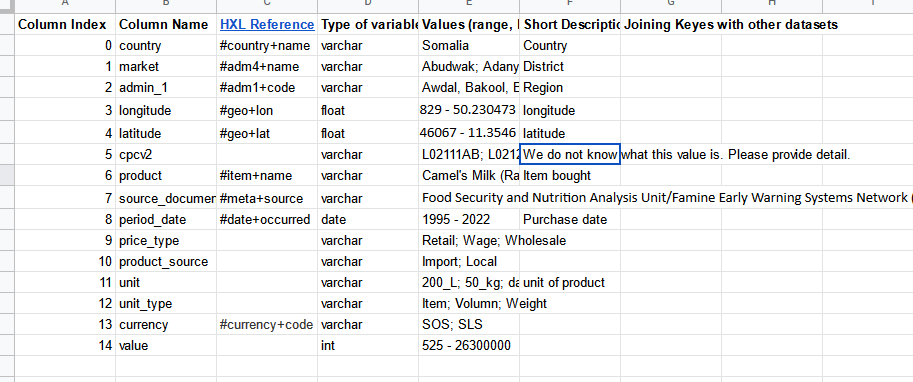 A B C D E F G H I
Column Index Column Name HXL Reference Type of variable Values (range, Short Descriptio Joining Keyes with other datasets
0 country #country+name varchar Somalia Country
1 market #adm4+name varchar Abudwak; Adany District
2 admin_1 #adm1+code varchar Awdal, Bakool, Region
3 longitude #geo+lon float 829 - 50.230473 longitude
4 latitude #geo+lat float 46067 - 11.3546 latitude
5 cpcv2 varchar L02111AB; L0212 We do not know what this value is. Please provide detail.
6 product #item+name varchar Camel's Milk (Ra Item bought
7 source_documen #meta+source varchar Food Security and Nutrition Analysis Unit/Famine Early Warning Systems Network (
8 period_date #date+occurred date 1995 - 2022 Purchase date
9 price_type varchar Retail; Wage; Wholesale
10 product_source varchar Import; Local
11 unit varchar 200_L; 50_kg; da unit of product
12 unit_type varchar Item; Volumn; Weight
13 currency #currency+code varchar SOS; SLS
14 value int 525 - 26300000